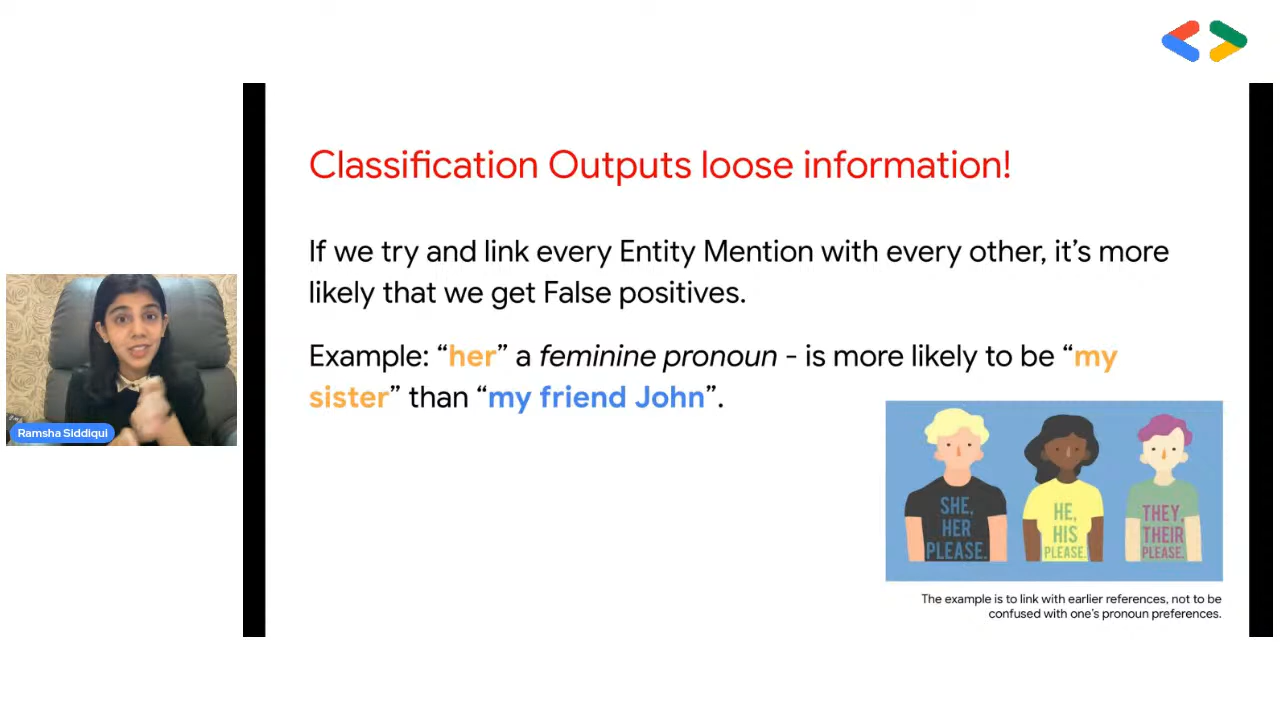 Classification Outputs loose information!
If we try and link every Entity Mention with every other, it's more
likely that we get False positives.
Example: “her” a feminine pronoun - is more likely to be “my
sister” than “my friend John”.
Ramsha Siddiqui
SHE,
HER
PLEASE.
HE,
HIS
PLEASE.
THEY,
THEIR
PLEASE.
The example is to link with earlier references, not to be
confused with one's pronoun preferences.